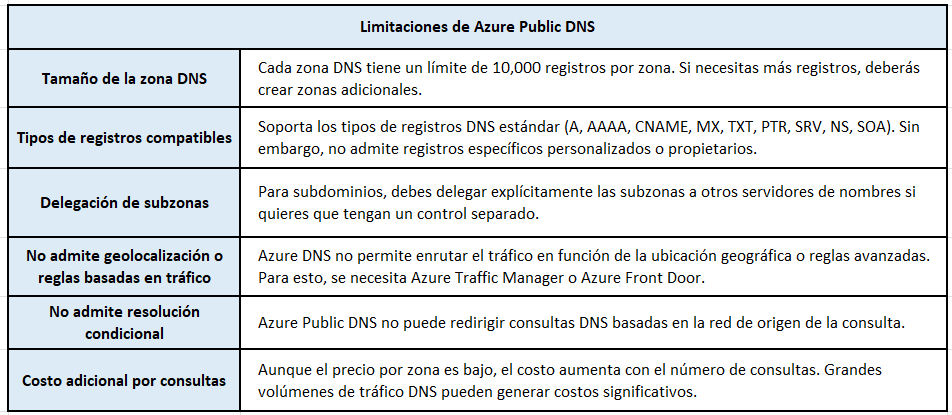 Limitaciones de Azure Public DNS
Tamaño de la zona DNS
Cada zona DNS tiene un límite de 10,000 registros por zona. Si necesitas más registros, deberás
crear zonas adicionales.
Tipos de registros compatibles
Soporta los tipos de registros DNS estándar (A, AAAA, CNAME, MX, TXT, PTR, SRV, NS, SOA). Sin
embargo, no admite registros específicos personalizados o propietarios.
Delegación de subzonas
Para subdominios, debes delegar explícitamente las subzonas a otros servidores de nombres si
quieres que tengan un control separado.
No admite geolocalización o
reglas basadas en tráfico
Azure DNS no permite enrutar el tráfico en función de la ubicación geográfica o reglas avanzadas.
Para esto, se necesita Azure Traffic Manager o Azure Front Door.
No admite resolución
condicional
Azure Public DNS no puede redirigir consultas DNS basadas en la red de origen de la consulta.
Costo adicional por consultas
Aunque el precio por zona es bajo, el costo aumenta con el número de consultas. Grandes
volúmenes de tráfico DNS pueden generar costos significativos.